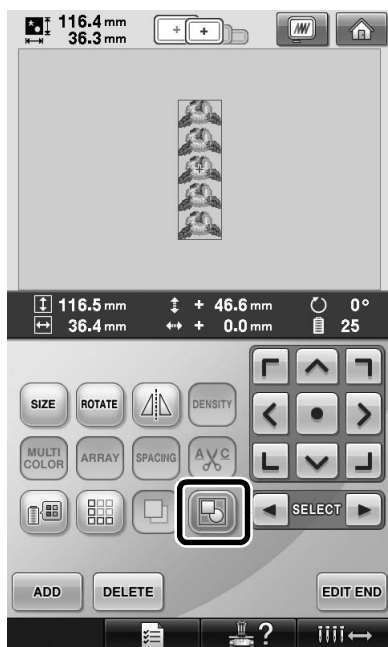 116.4 mm
36.3 mm
116.5 mm + 46.6 mm 0°
36.4 mm + 0.0 mm 25
SIZE ROTATE DENSITY
MULTI COLOR ARRAY SPACING A C
SELECT
ADD DELETE EDIT END
?